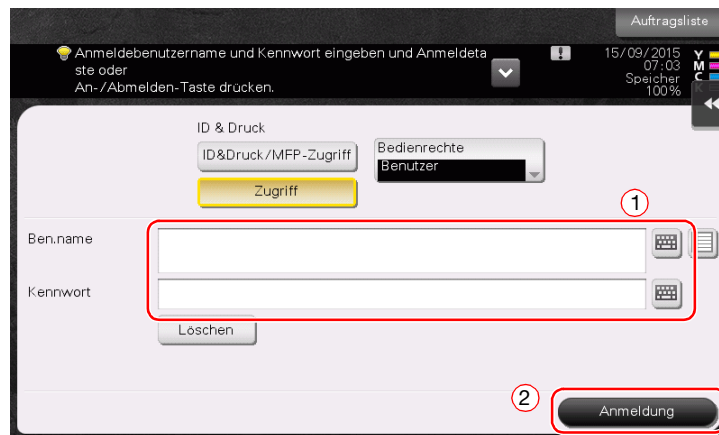 Auftragsliste
Anmeldebenutzername und Kennwort eingeben und Anmeldeta
ste oder
An-/Abmelden-Taste drücken.
15/09/2015
07:03
Speicher
100%
Y
M
C
K
ID & Druck
ID&Druck/MFP-Zugriff
Zugriff
Bedienrechte
Benutzer
1
Ben.name
Kennwort
Löschen
2
Anmeldung